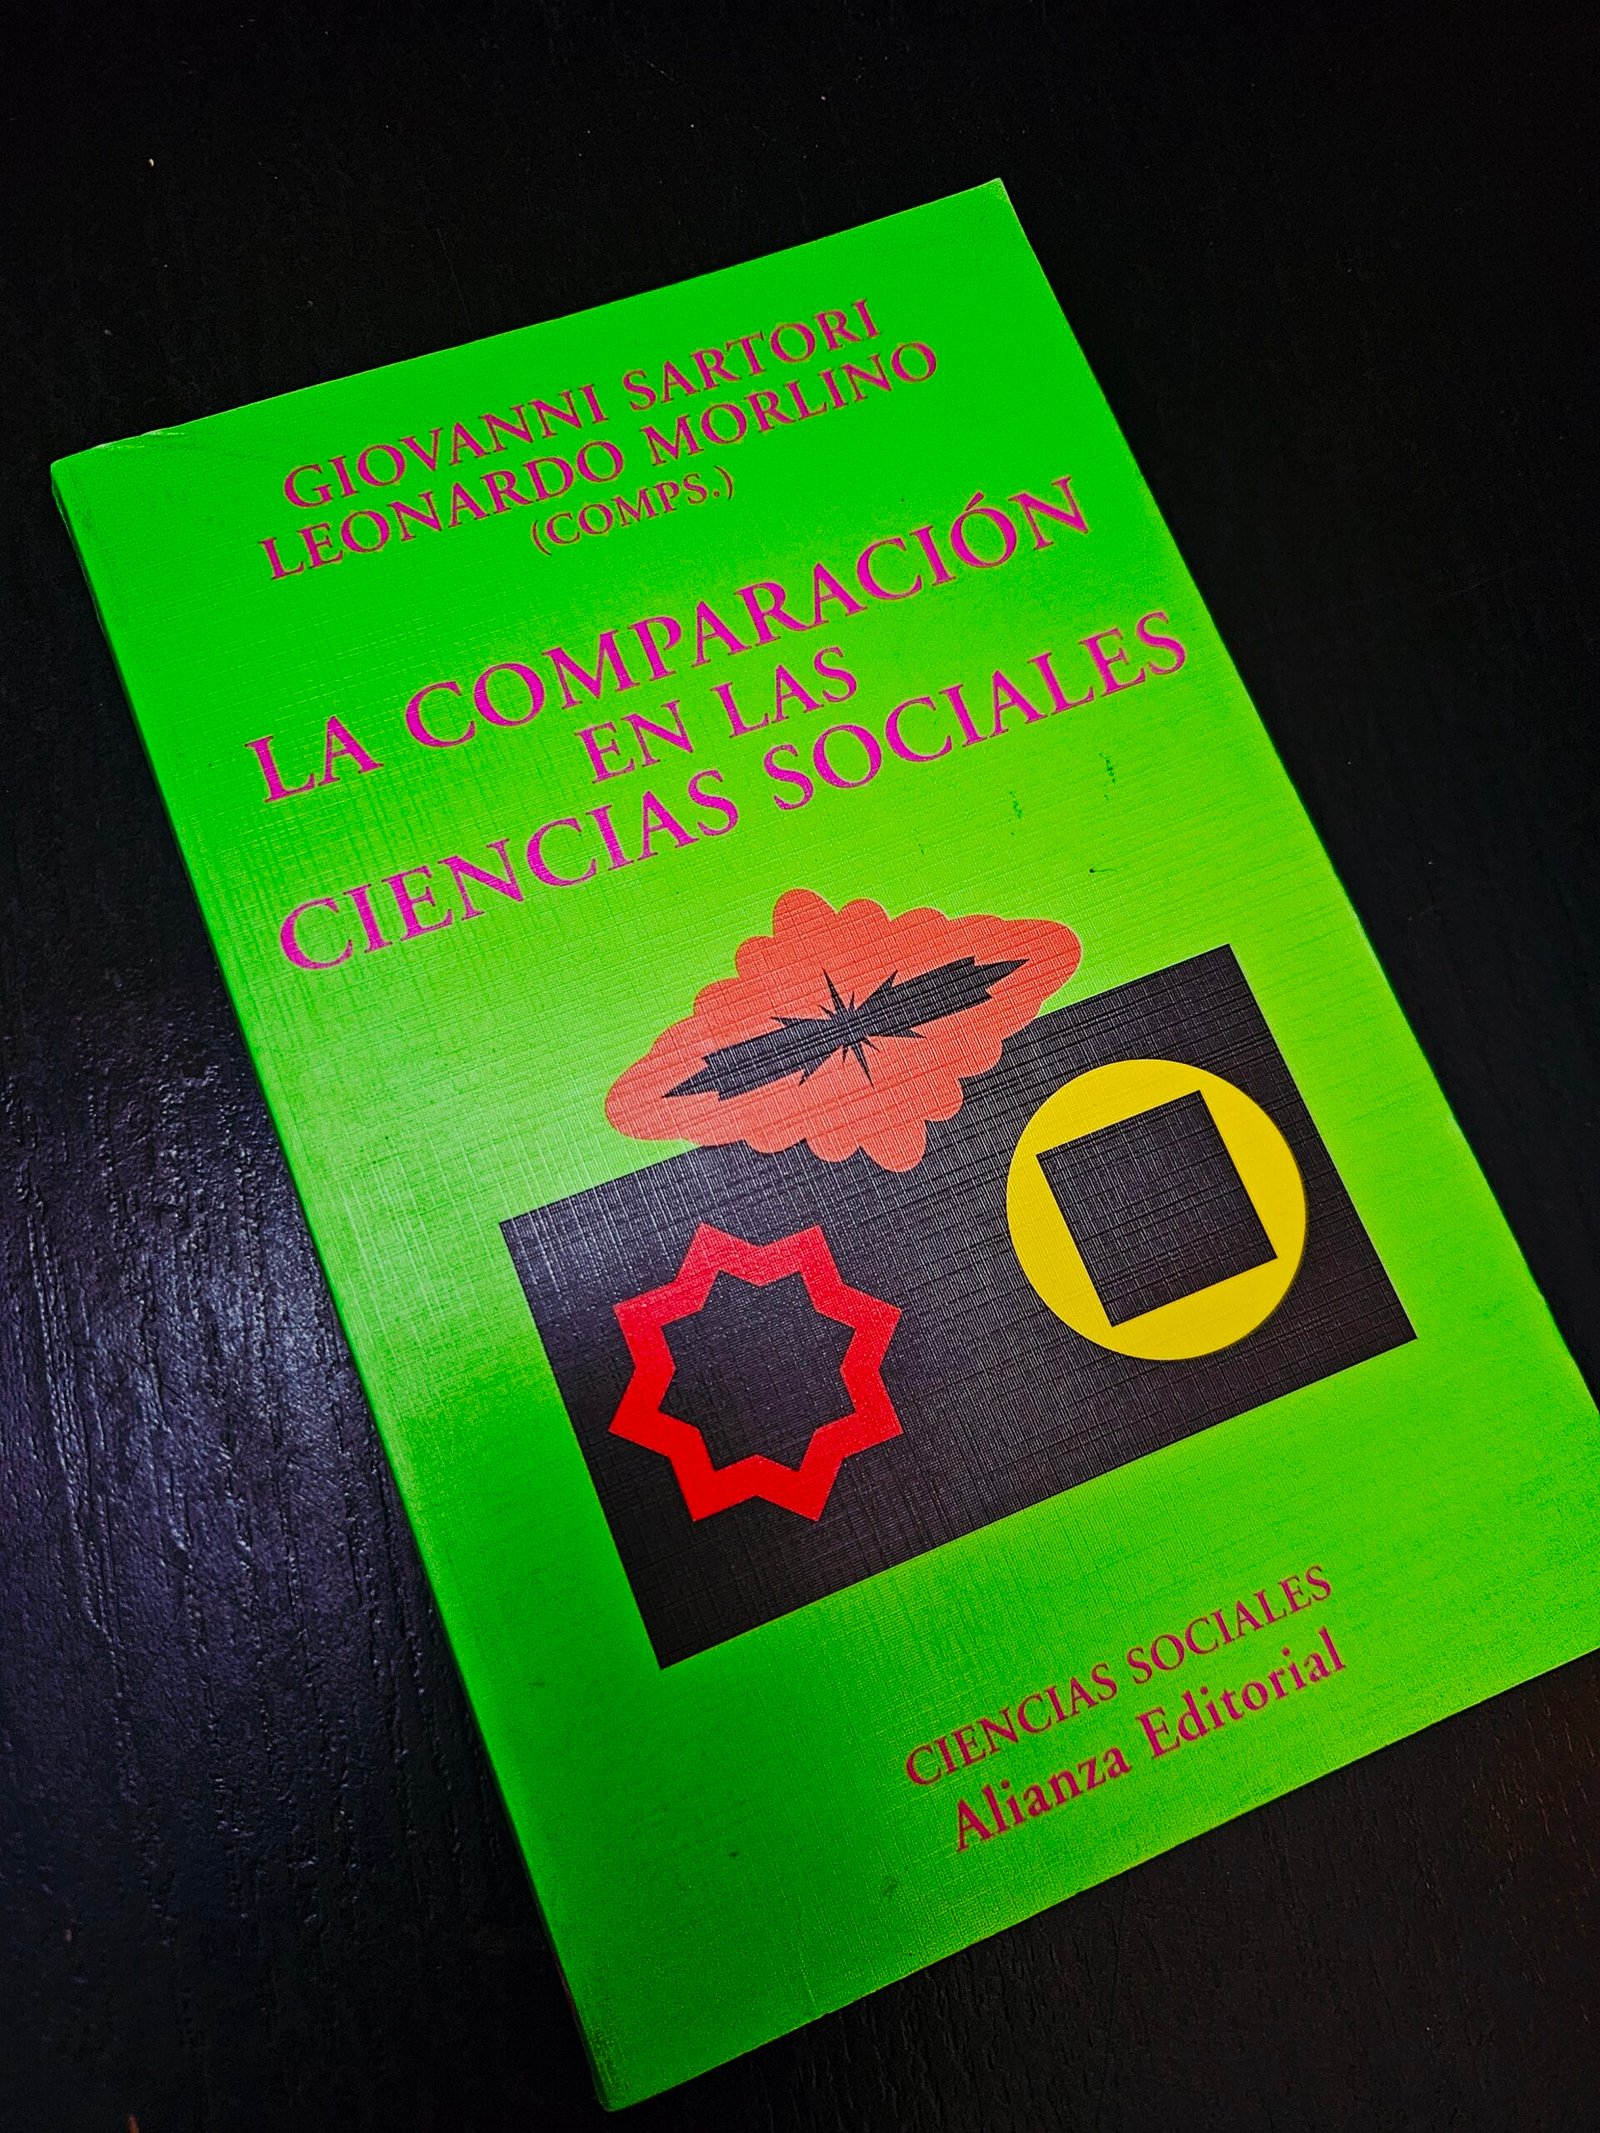 GIOVANNI SARTORI
LEONARDO MORLINO
(COMPS.)
LA COMPARACIÓN
EN LAS
CIENCIAS SOCIALES
CIENCIAS SOCIALES
Alianza Editorial